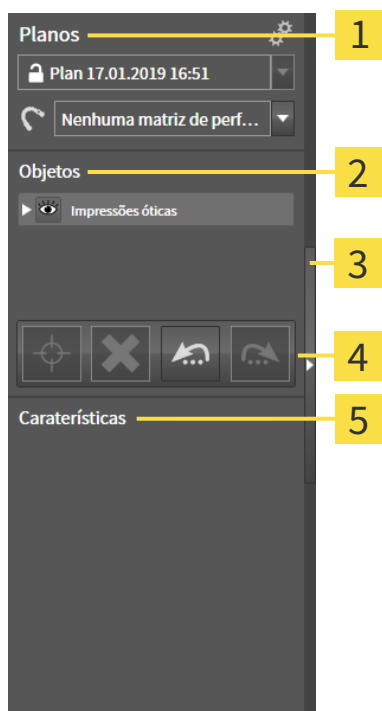 Planos
1
Plan 17.01.2019 16:51
Nenhuma matriz de perf...
Objetos
2
Impressões óticas
3
4
Caraterísticas
5